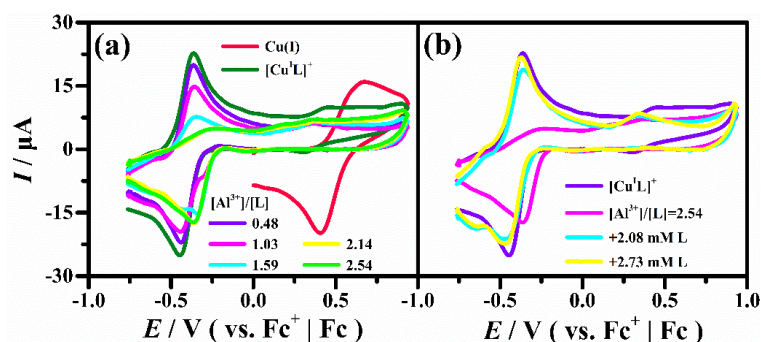 30
15
0
-15
-30
I / µA
(a)
Cu(I)
[CuᴵL]⁺
[Al³⁺]/[L]
0.48
1.03
1.59
2.14
2.54
(b)
[CuᴵL]⁺
[Al³⁺]/[L]=2.54
+2.08 mM L
+2.73 mM L
-1.0 -0.5 0.0 0.5 -1.0 -0.5 0.0 0.5 1.0
E / V ( vs. Fc⁺ | Fc) E / V ( vs. Fc⁺ | Fc)